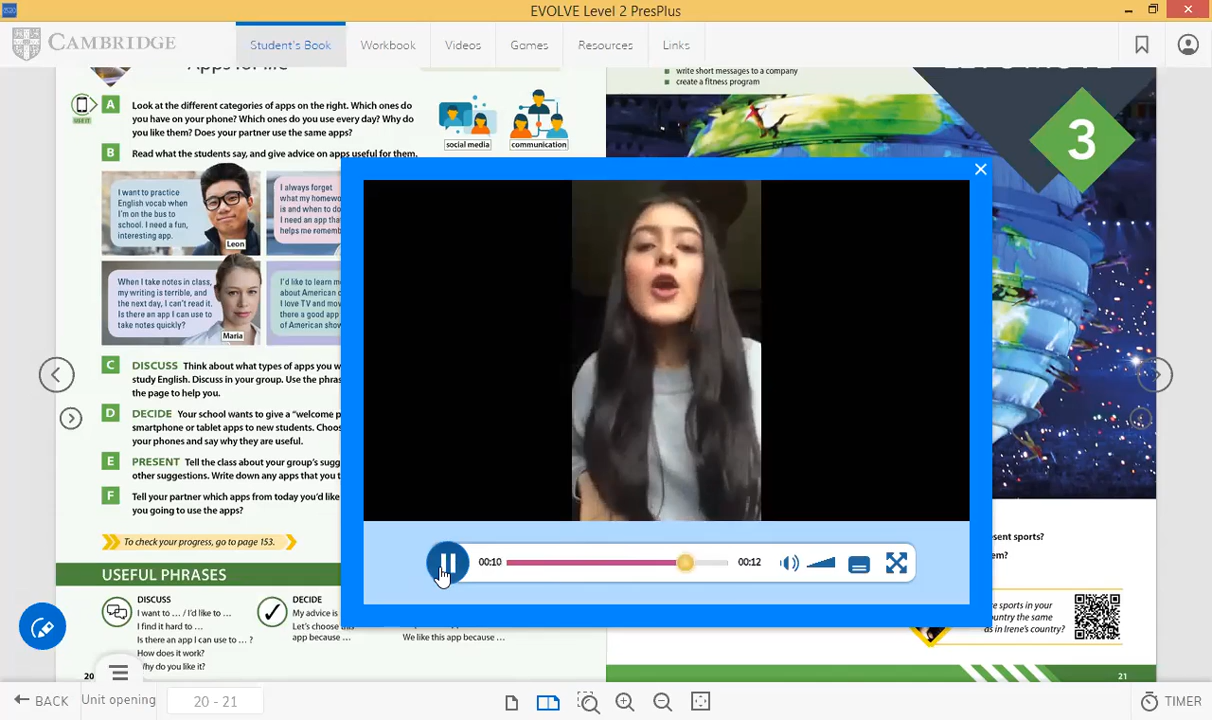 EVOLVE Level 2 PresPlus
CAMBRIDGE
Student's Book
Workbook
Videos
Games
Resources
Links
Apps for life
A
Look at the different categories of apps on the right. Which ones do
you have on your phone? Which ones do you use every day? Why do
you like them? Does your partner use the same apps?
social media
communication
B
Read what the students say, and give advice on apps useful for them.
I want to practice
English vocab when
I'm on the bus to
school. I need a fun,
interesting app.
Leon
I always forget
what my homewo
is and when to do
I need an app tha
helps me rememb
When I take notes in class,
my writing is terrible, and
the next day, I can't read it.
Is there an app I can use to
take notes quickly?
Maria
I'd like to learn m
about American c
I love TV and mov
there a good app
of American show
C
DISCUSS Think about what types of apps you w
study English. Discuss in your group. Use the phras
the page to help you.
D
DECIDE Your school wants to give a "welcome p
smartphone or tablet apps to new students. Choos
your phones and say why they are useful.
E
PRESENT Tell the class about your group's sugg
other suggestions. Write down any apps that you t
F
Tell your partner which apps from today you'd like
you going to use the apps?
To check your progress, go to page 153.
USEFUL PHRASES
DISCUSS
I want to … / I'd like to …
I find it hard to …
Is there an app I can use to … ?
How does it work?
Why do you like it?
DECIDE
My advice is
Let's choose this
app because …
We like this app because …
20
write short messages to a company
create a fitness program
3
00:10
00:12
sent sports?
m?
e sports in your
ountry the same
as in Irene's country?
21
BACK
Unit opening
20 - 21
TIMER